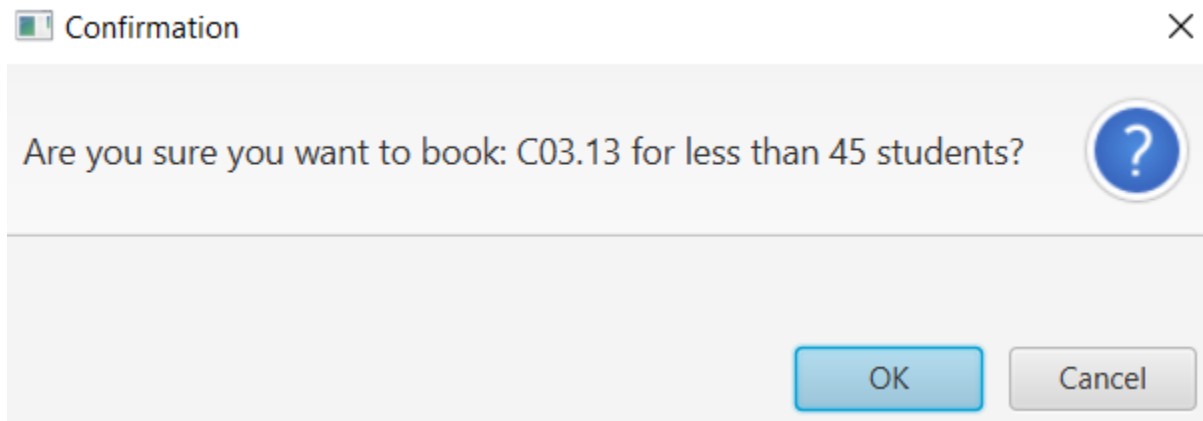 Confirmation
Are you sure you want to book: C03.13 for less than 45 students?
?
OK
Cancel